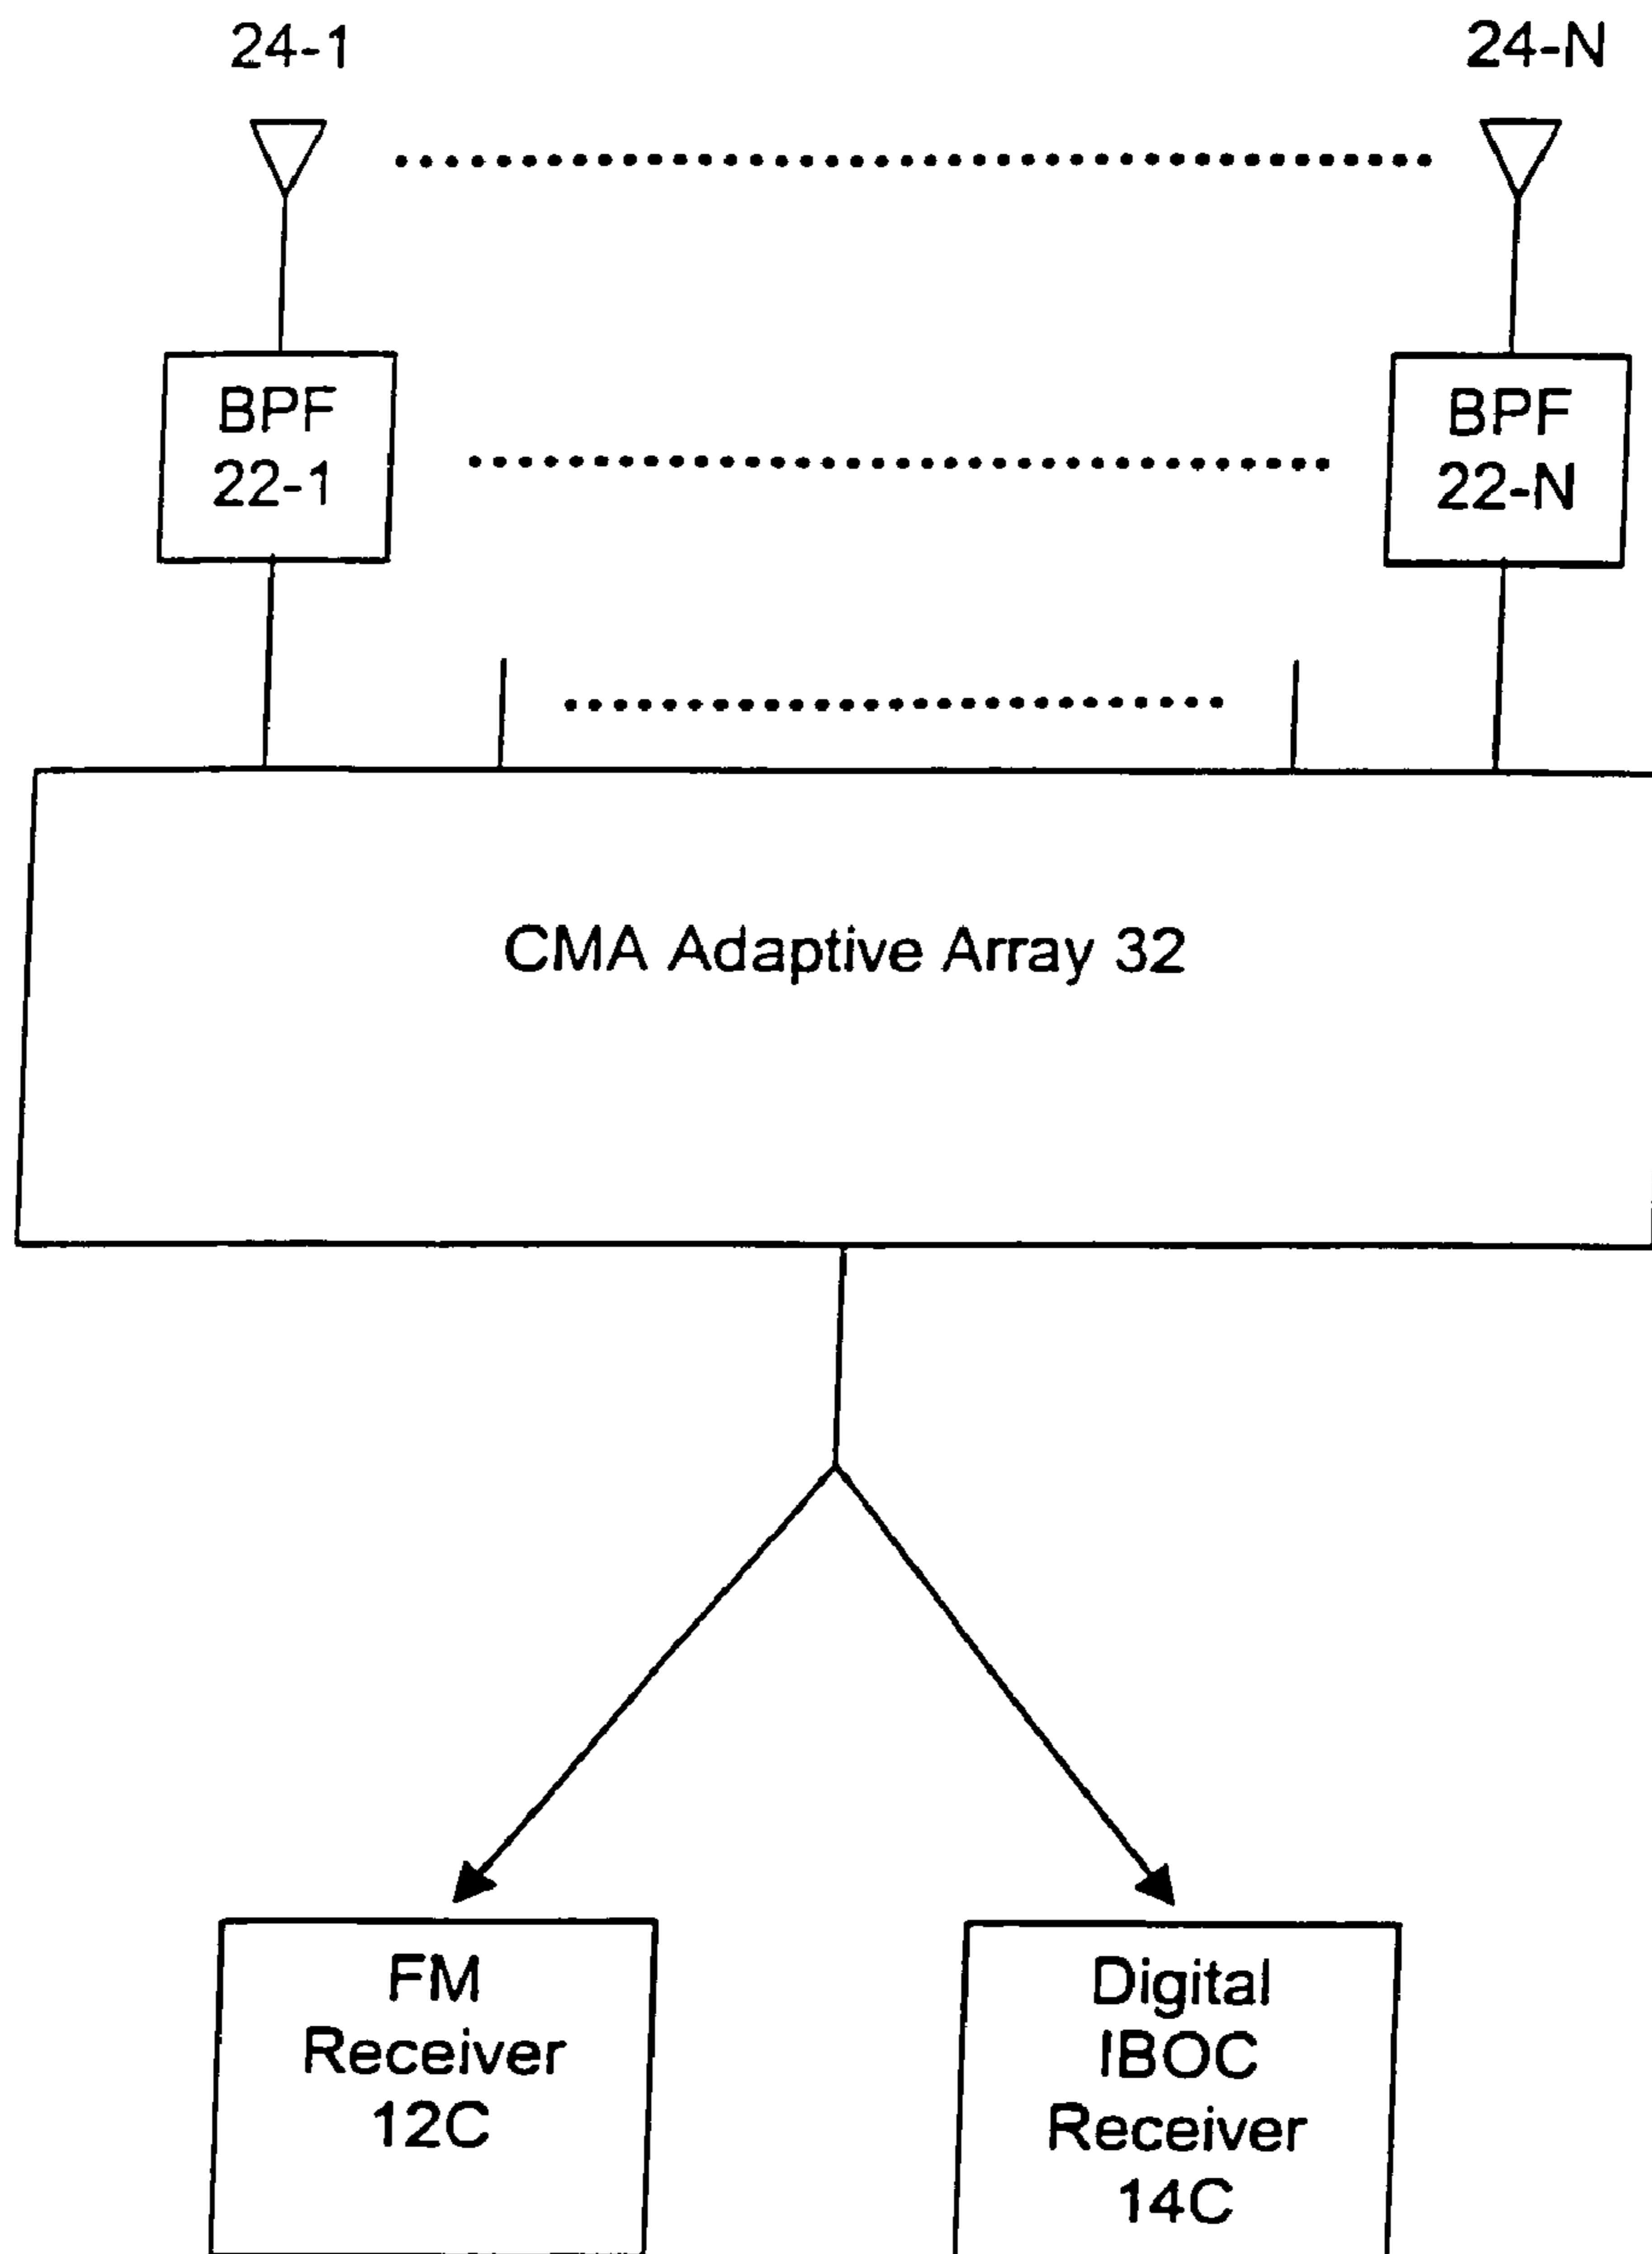 24-1
24-N
BPF
22-1
BPF
22-N
CMA Adaptive Array 32
FM
Receiver
12C
Digital
IBOC
Receiver
14C